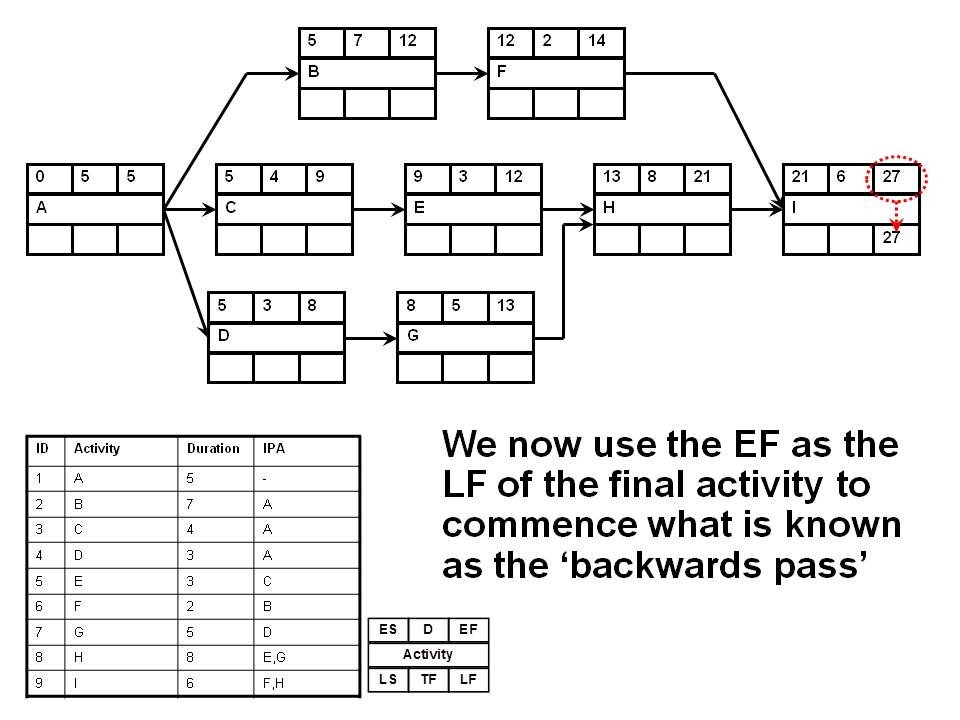 5 7 12
B
12 2 14
F
0 5 5
A
5 4 9
C
9 3 12
E
13 8 21
H
21 6 27
I
27
5 3 8
D
8 5 13
G
We now use the EF as the
LF of the final activity to
commence what is known
as the ‘backwards pass’
ID Activity Duration IPA
1 A 5 -
2 B 7 A
3 C 4 A
4 D 3 A
5 E 3 C
6 F 2 B
7 G 5 D
8 H 8 E,G
9 I 6 F,H
ES D EF
Activity
LS TF LF